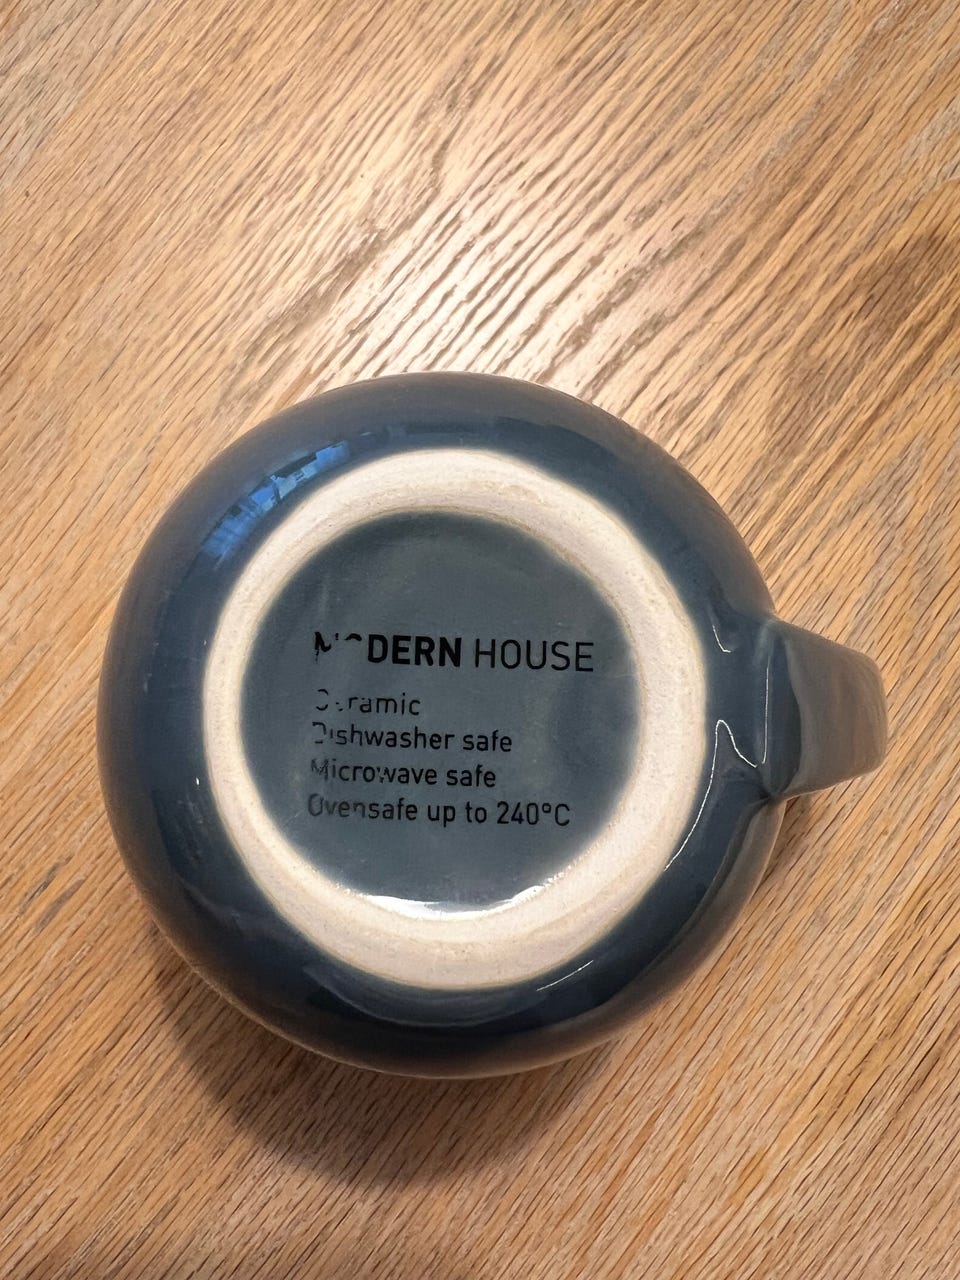 MODERN HOUSE
Ceramic
Dishwasher safe
Microwave safe
Ovensafe up to 240°C